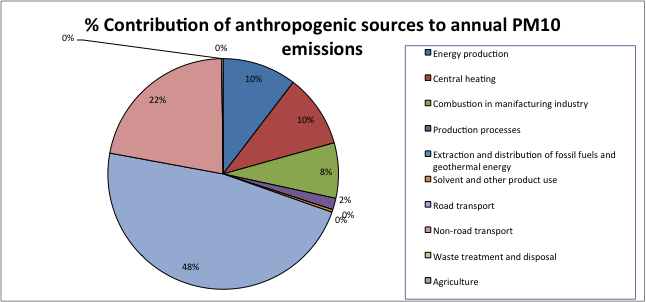 % Contribution of anthropogenic sources to annual PM10
emissions
0%
0%
10%
10%
8%
2%
0%
0%
48%
22%
Energy production
Central heating
Combustion in manifacturing industry
Production processes
Extraction and distribution of fossil fuels and
geothermal energy
Solvent and other product use
Road transport
Non-road transport
Waste treatment and disposal
Agriculture